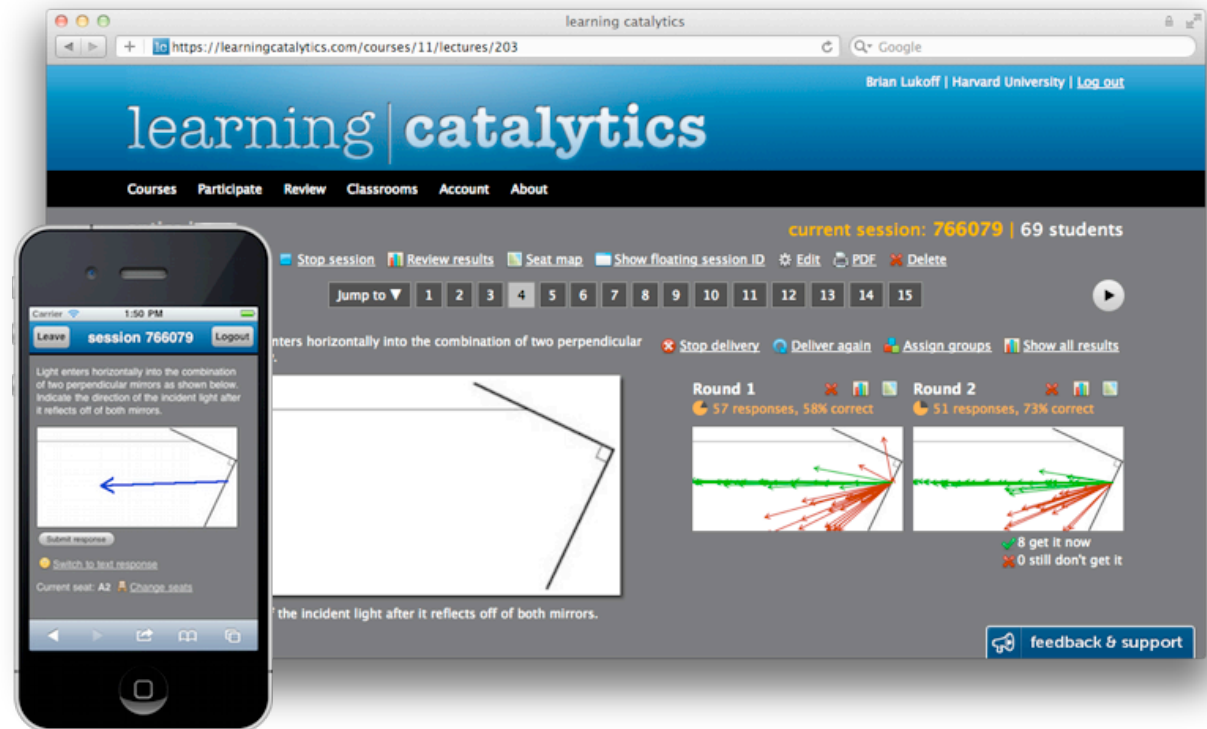 learning catalytics
https://learningcatalytics.com/courses/11/lectures/203
Google
Brian Lukoff | Harvard University | Log out
learning | catalytics
Courses Participate Review Classrooms Account About
current session: 766079 | 69 students
Stop session Review results Seat map Show floating session ID Edit PDF Delete
Jump to ▼ 1 2 3 4 5 6 7 8 9 10 11 12 13 14 15
nters horizontally into the combination of two perpendicular
Stop delivery Deliver again Assign groups Show all results
Round 1
57 responses, 58% correct
Round 2
51 responses, 73% correct
8 get it now
0 still don't get it
the incident light after it reflects off of both mirrors.
feedback & support
Carrier 1:50 PM
Leave session 766079 Logout
Light enters horizontally into the combination
of two perpendicular mirrors as shown below.
Indicate the direction of the incident light after
it reflects off of both mirrors.
Submit response
Switch to text response
Current seat: A2 Change seats